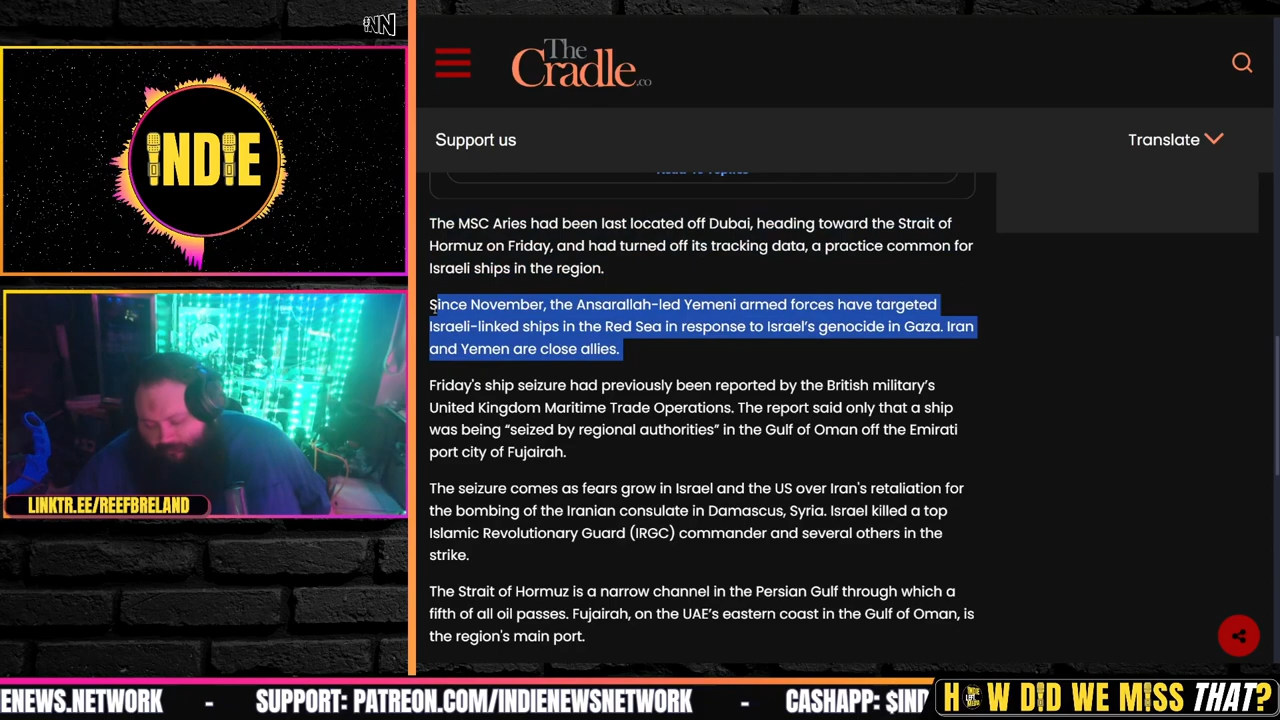 INN
INDIE
LINKTR.EE/REEFBRELAND
The
Cradle.co
Support us
Translate
The MSC Aries had been last located off Dubai, heading toward the Strait of
Hormuz on Friday, and had turned off its tracking data, a practice common for
Israeli ships in the region.
Since November, the Ansarallah-led Yemeni armed forces have targeted
Israeli-linked ships in the Red Sea in response to Israel’s genocide in Gaza. Iran
and Yemen are close allies.
Friday's ship seizure had previously been reported by the British military’s
United Kingdom Maritime Trade Operations. The report said only that a ship
was being “seized by regional authorities” in the Gulf of Oman off the Emirati
port city of Fujairah.
The seizure comes as fears grow in Israel and the US over Iran's retaliation for
the bombing of the Iranian consulate in Damascus, Syria. Israel killed a top
Islamic Revolutionary Guard (IRGC) commander and several others in the
strike.
The Strait of Hormuz is a narrow channel in the Persian Gulf through which a
fifth of all oil passes. Fujairah, on the UAE’s eastern coast in the Gulf of Oman, is
the region's main port.
ENEWS.NETWORK - SUPPORT: PATREON.COM/INDIENEWSNETWORK - CASHAPP: $IND
HOW DID WE MISS THAT?